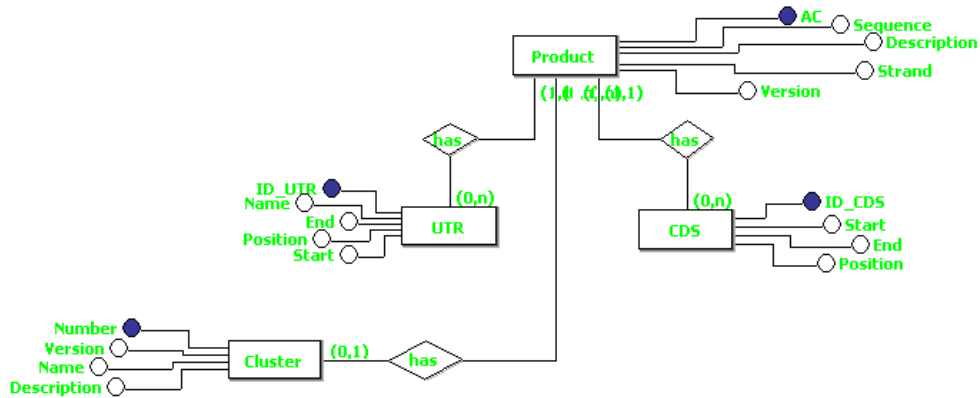 AC
Sequence
Product
Description
Strand
Version
has
has
ID_UTR
(0,n)
(0,n)
ID_CDS
Name
End
UTR
CDS
Start
Position
End
Start
Position
Number
Version
(0,1)
Cluster
has
Name
Description